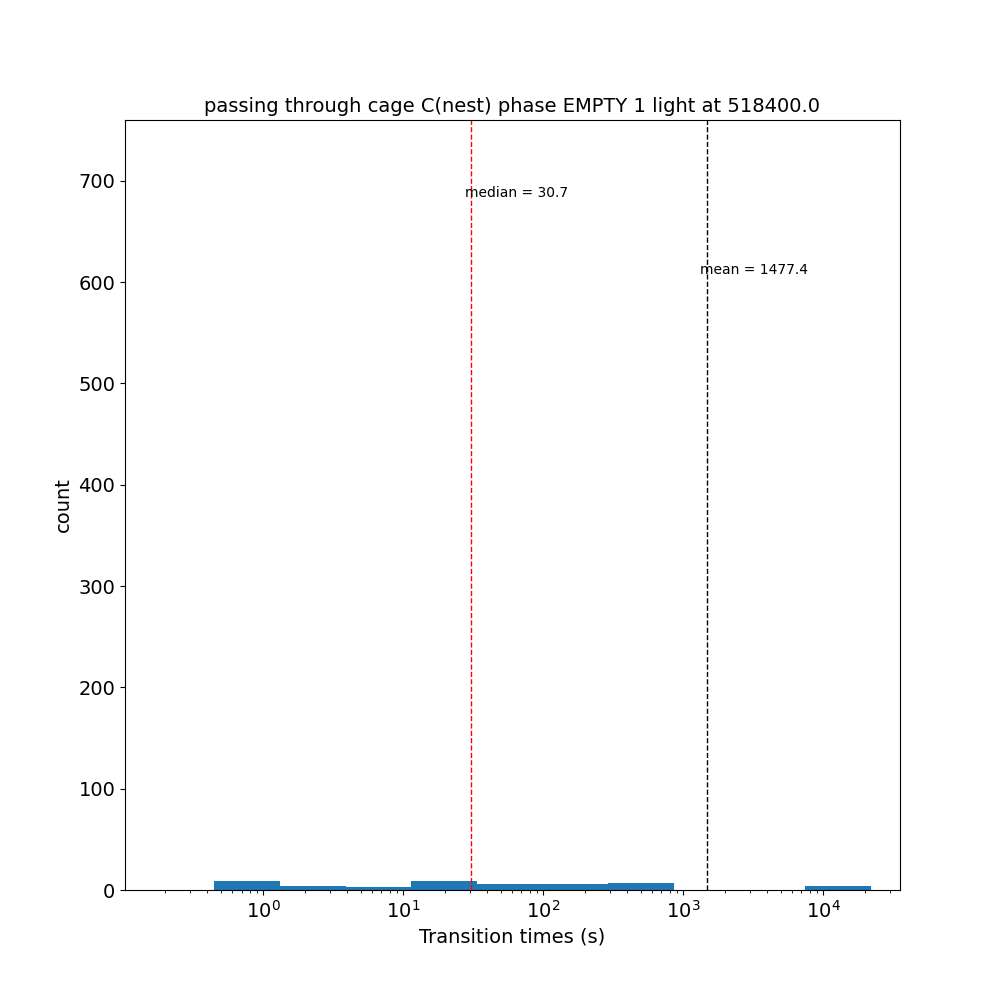 passing through cage C(nest) phase EMPTY 1 light at 518400.0
700
median = 30.7
mean = 1477.4
600
500
400
count
300
200
100
0
10⁰ 10¹ 10² 10³ 10⁴
Transition times (s)